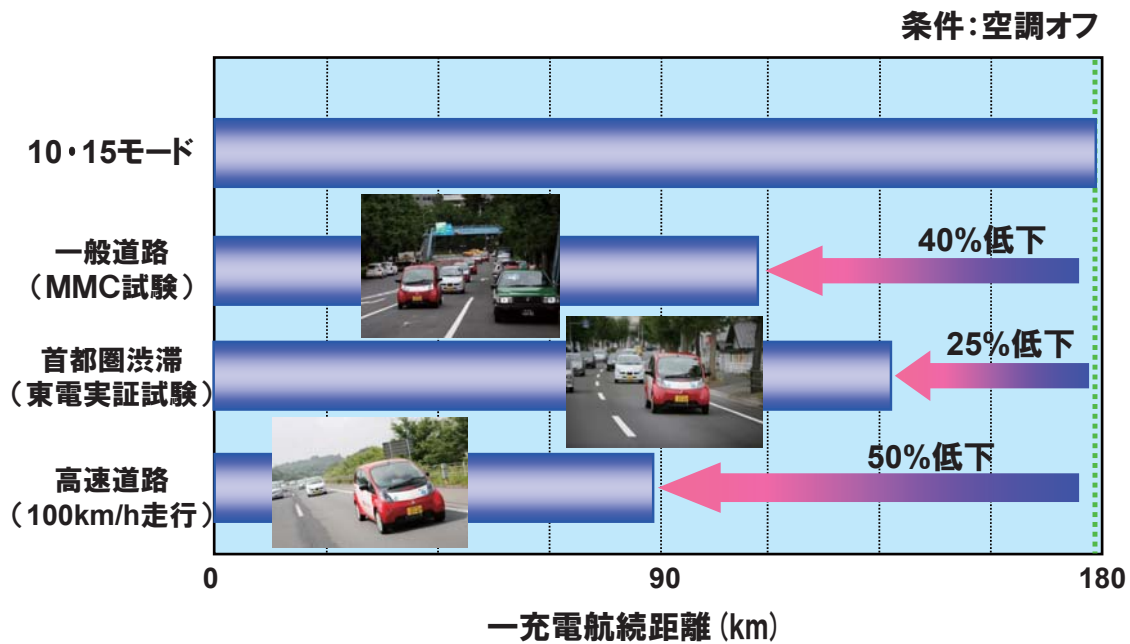 条件：空調オフ
10・15モード
一般道路
（MMC試験）
40%低下
首都圏渋滞
（東電実証試験）
25%低下
高速道路
（100km/h走行）
50%低下
0
90
180
一充電航続距離（km）